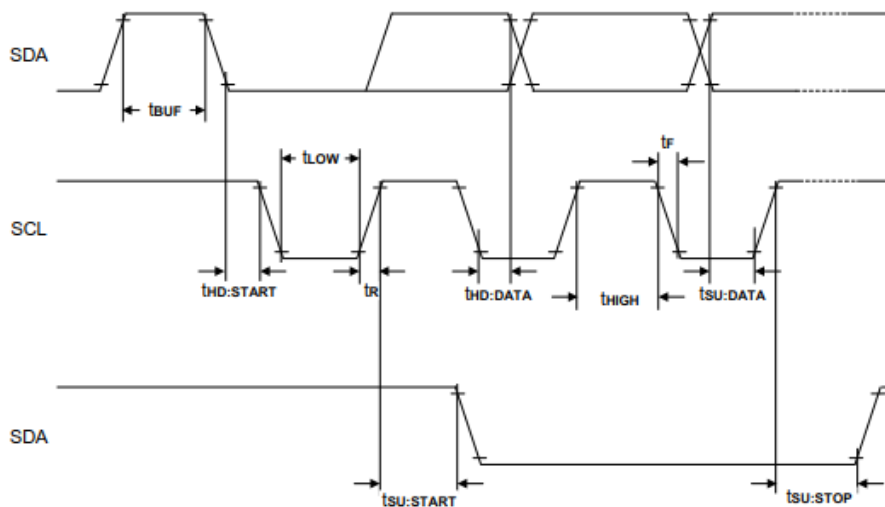 SDA
tBUF
tF
tLOW
SCL
tHD:START
tR
tHD:DATA
tHIGH
tSU:DATA
SDA
tSU:START
tSU:STOP